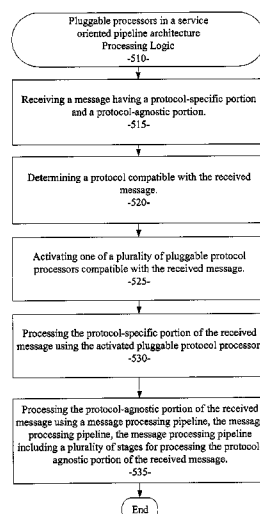 Pluggable processors in a service
oriented pipeline architecture
Processing Logic
-510-
Receiving a message having a protocol-specific portion
and a protocol-agnostic portion.
-515-
Determining a protocol compatible with the received
message.
-520-
Activating one of a plurality of pluggable protocol
processors compatible with the received message.
-525-
Processing the protocol-specific portion of the received
message using the activated pluggable protocol processor
-530-
Processing the protocol-agnostic portion of the received
message using a message processing pipeline, the message
processing pipeline, the message processing pipeline
including a plurality of stages for processing the protocol
agnostic portion of the received message.
-535-
End